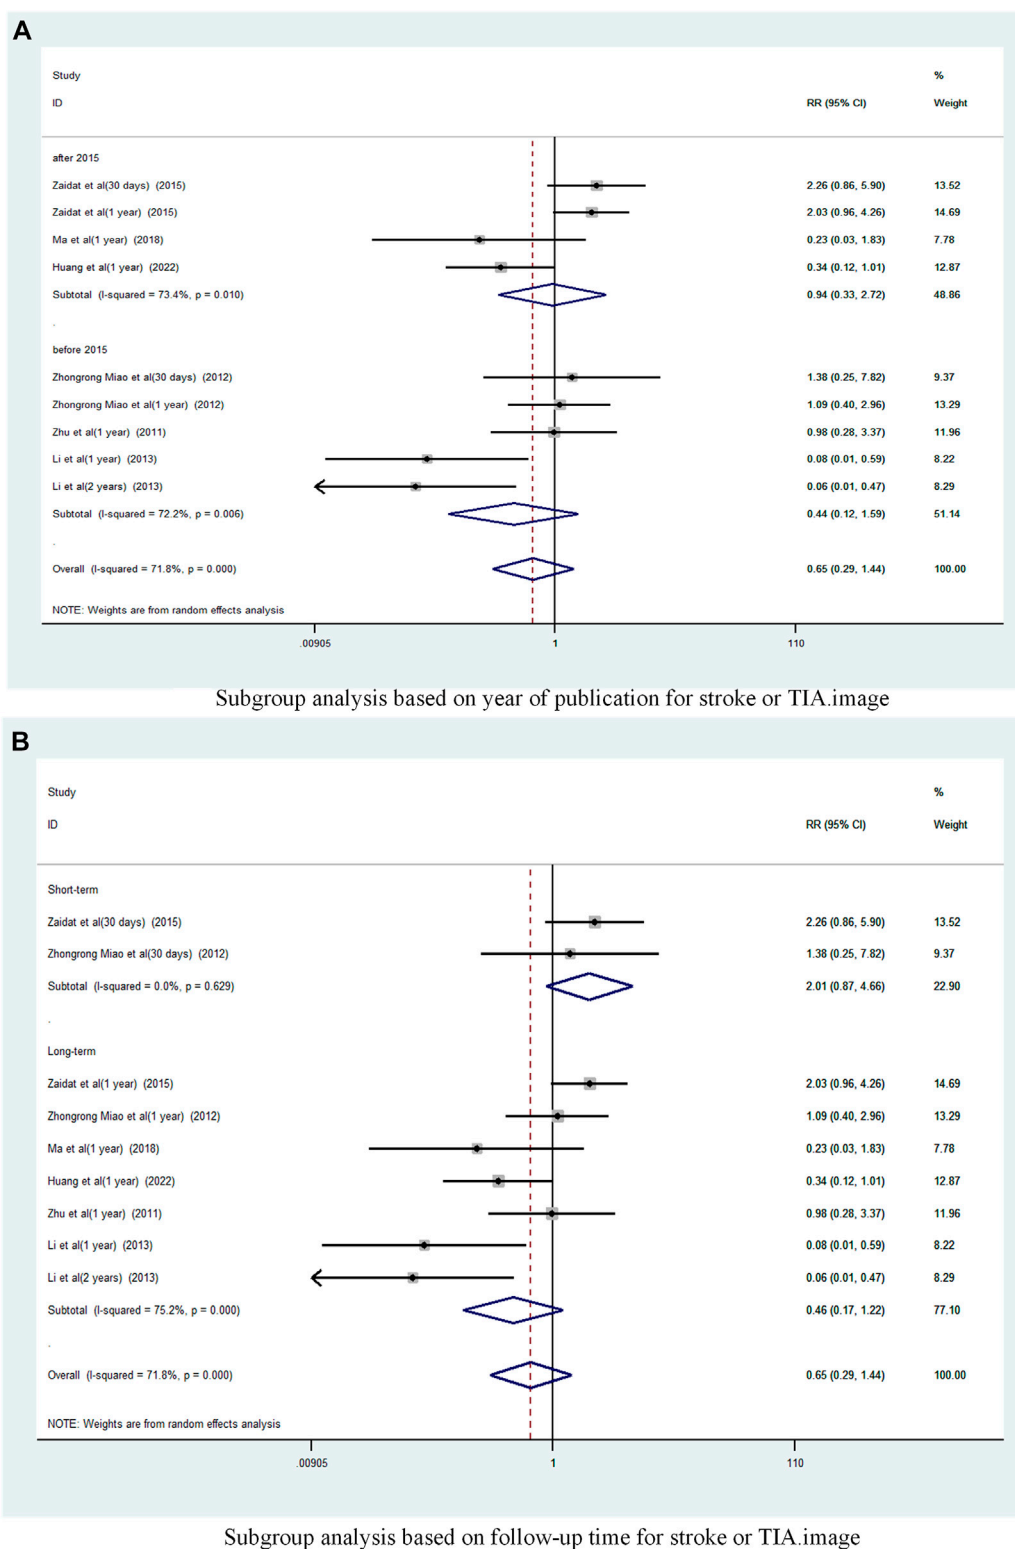 A
Study %
ID RR (95% CI) Weight
after 2015
Zaidat et al(30 days) (2015) 2.26 (0.86, 5.90) 13.52
Zaidat et al(1 year) (2015) 2.03 (0.96, 4.26) 14.69
Ma et al(1 year) (2018) 0.23 (0.03, 1.83) 7.78
Huang et al(1 year) (2022) 0.34 (0.12, 1.01) 12.87
Subtotal (I-squared = 73.4%, p = 0.010) 0.94 (0.33, 2.72) 48.86
.
before 2015
Zhongrong Miao et al(30 days) (2012) 1.38 (0.25, 7.82) 9.37
Zhongrong Miao et al(1 year) (2012) 1.09 (0.40, 2.96) 13.29
Zhu et al(1 year) (2011) 0.98 (0.28, 3.37) 11.96
Li et al(1 year) (2013) 0.08 (0.01, 0.59) 8.22
Li et al(2 years) (2013) 0.06 (0.01, 0.47) 8.29
Subtotal (I-squared = 72.2%, p = 0.006) 0.44 (0.12, 1.59) 51.14
.
Overall (I-squared = 71.8%, p = 0.000) 0.65 (0.29, 1.44) 100.00
NOTE: Weights are from random effects analysis
.00905 1 110
Subgroup analysis based on year of publication for stroke or TIA.image
B
Study %
ID RR (95% CI) Weight
Short-term
Zaidat et al(30 days) (2015) 2.26 (0.86, 5.90) 13.52
Zhongrong Miao et al(30 days) (2012) 1.38 (0.25, 7.82) 9.37
Subtotal (I-squared = 0.0%, p = 0.629) 2.01 (0.87, 4.66) 22.90
.
Long-term
Zaidat et al(1 year) (2015) 2.03 (0.96, 4.26) 14.69
Zhongrong Miao et al(1 year) (2012) 1.09 (0.40, 2.96) 13.29
Ma et al(1 year) (2018) 0.23 (0.03, 1.83) 7.78
Huang et al(1 year) (2022) 0.34 (0.12, 1.01) 12.87
Zhu et al(1 year) (2011) 0.98 (0.28, 3.37) 11.96
Li et al(1 year) (2013) 0.08 (0.01, 0.59) 8.22
Li et al(2 years) (2013) 0.06 (0.01, 0.47) 8.29
Subtotal (I-squared = 75.2%, p = 0.000) 0.46 (0.17, 1.22) 77.10
.
Overall (I-squared = 71.8%, p = 0.000) 0.65 (0.29, 1.44) 100.00
NOTE: Weights are from random effects analysis
.00905 1 110
Subgroup analysis based on follow-up time for stroke or TIA.image